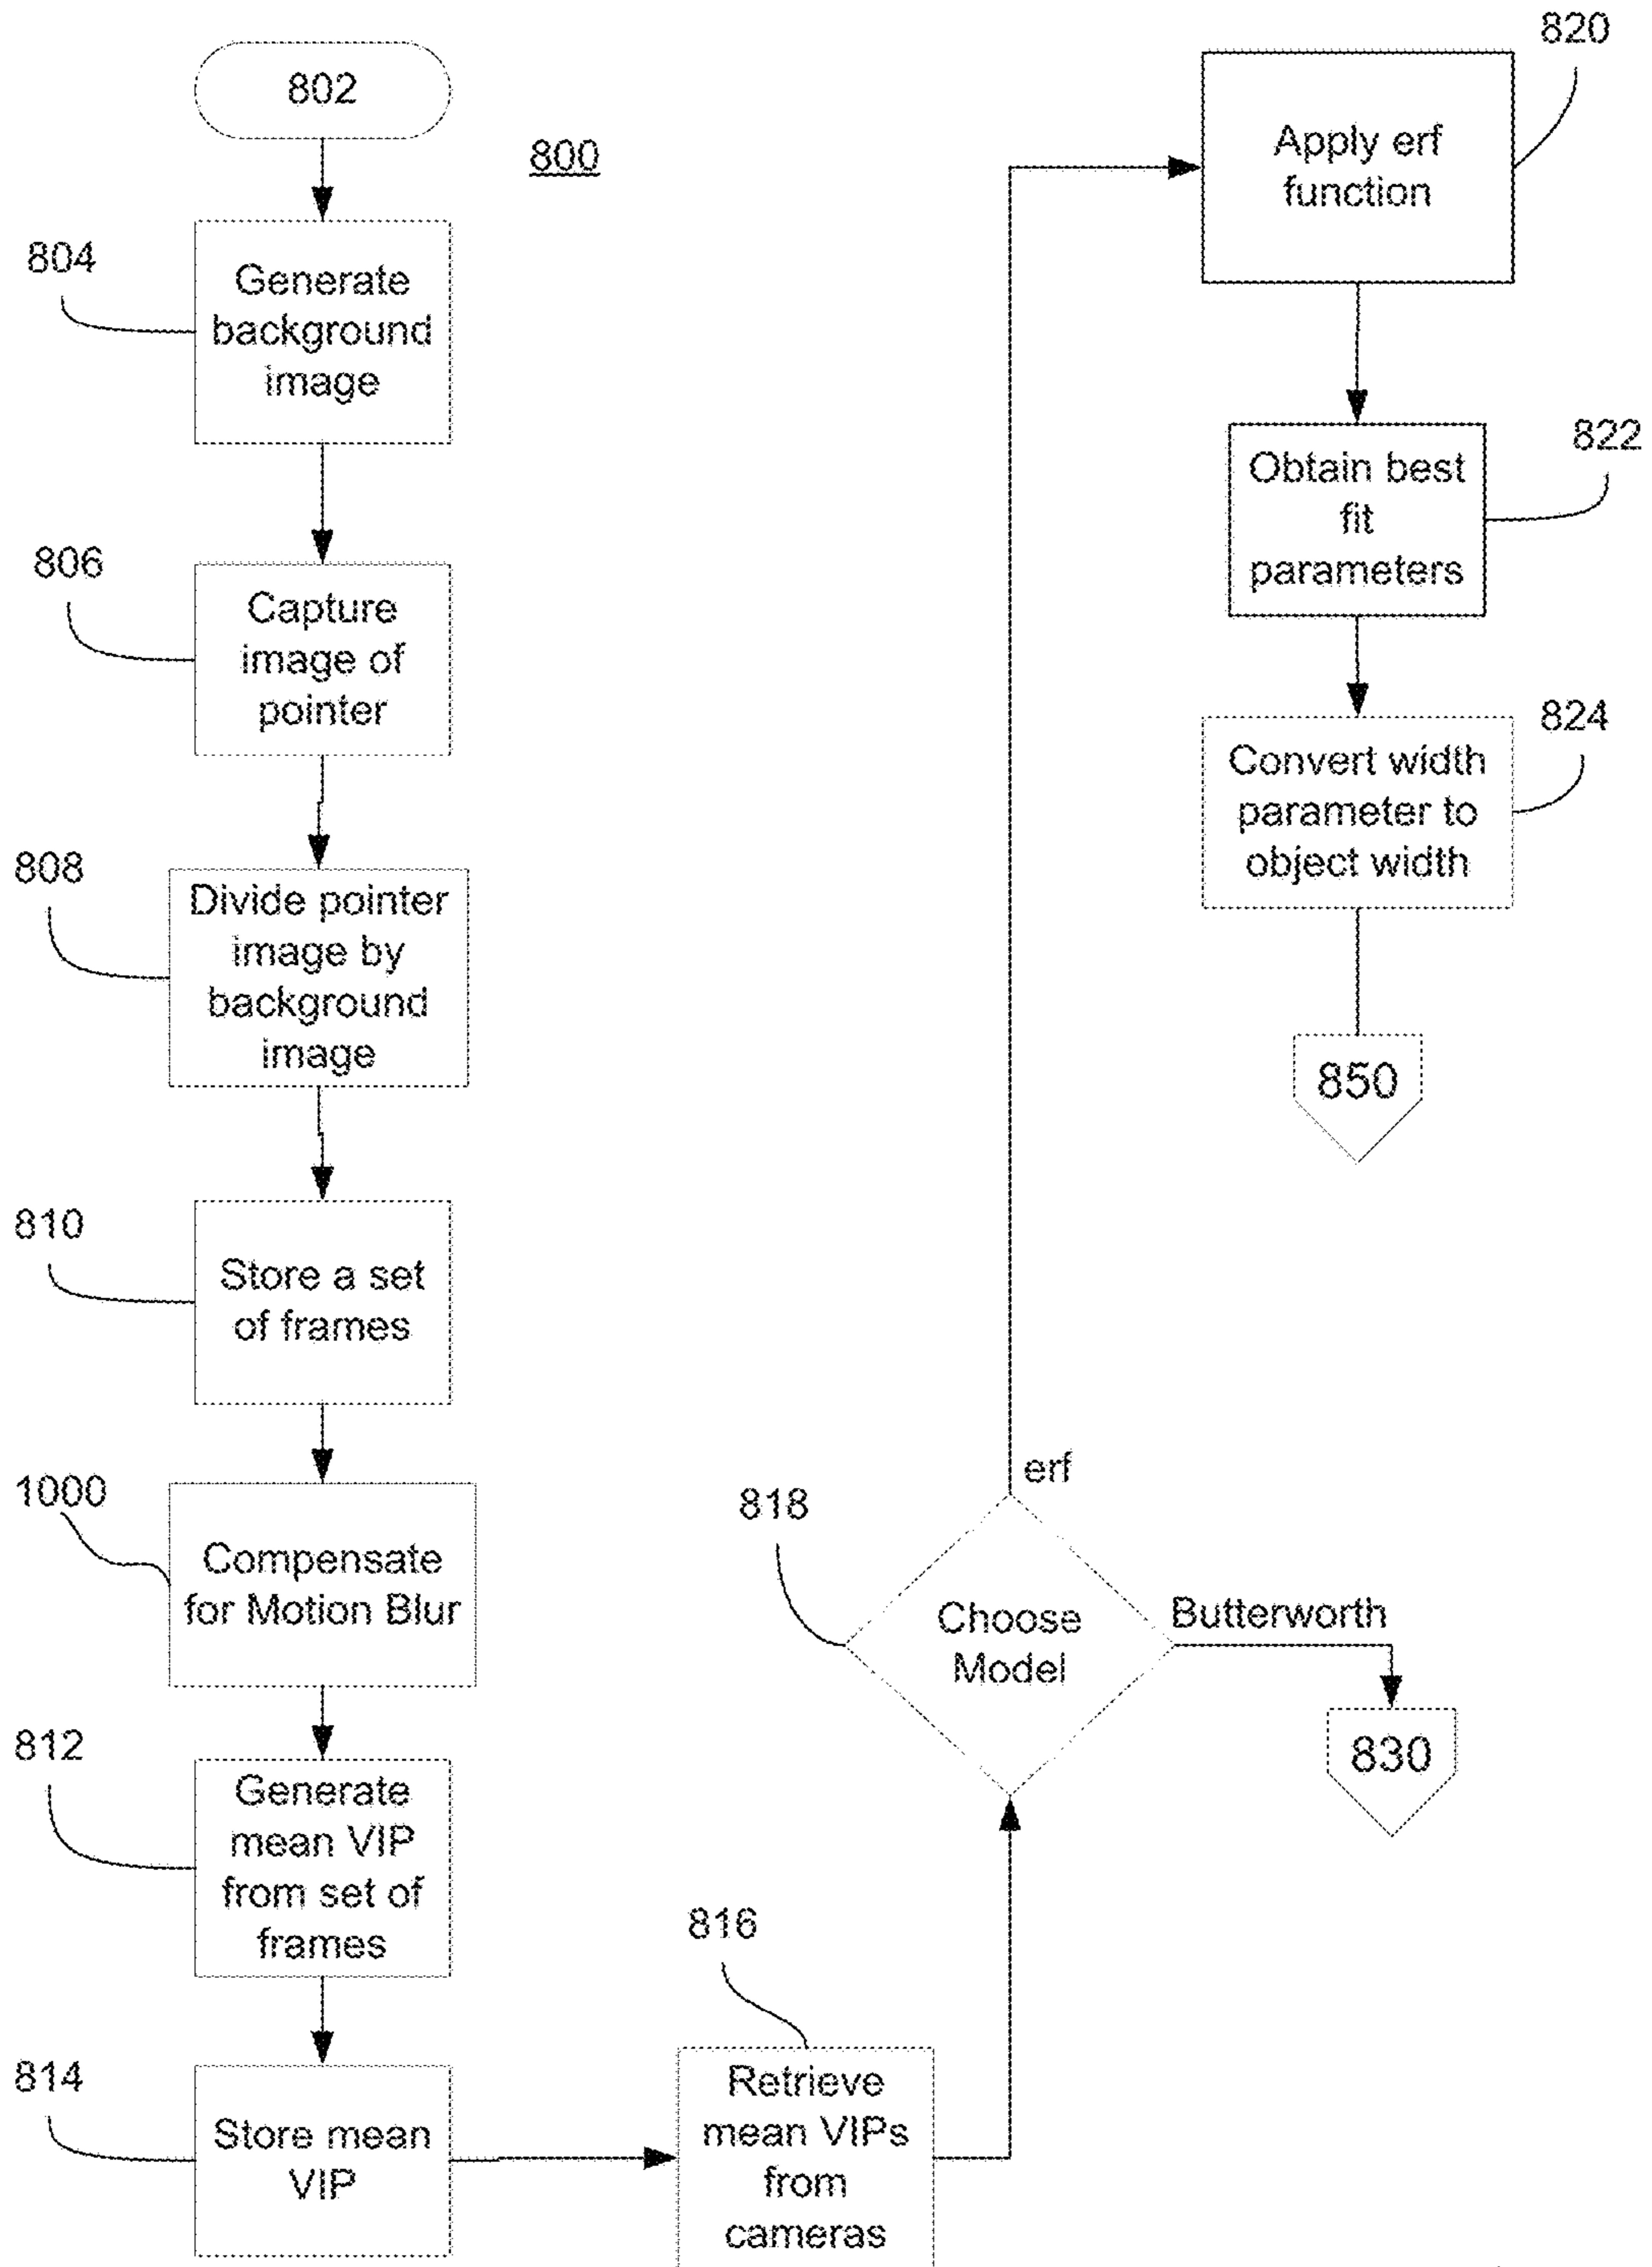 802
800
804
Generate
background
image
806
Capture
image of
pointer
808
Divide pointer
image by
background
image
810
Store a set
of frames
1000
Compensate
for Motion Blur
812
Generate
mean VIP
from set of
frames
814
Store mean
VIP
816
Retrieve
mean VIPs
from
cameras
818
Choose
Model
erf
Butterworth
830
820
Apply erf
function
822
Obtain best
fit
parameters
824
Convert width
parameter to
object width
850